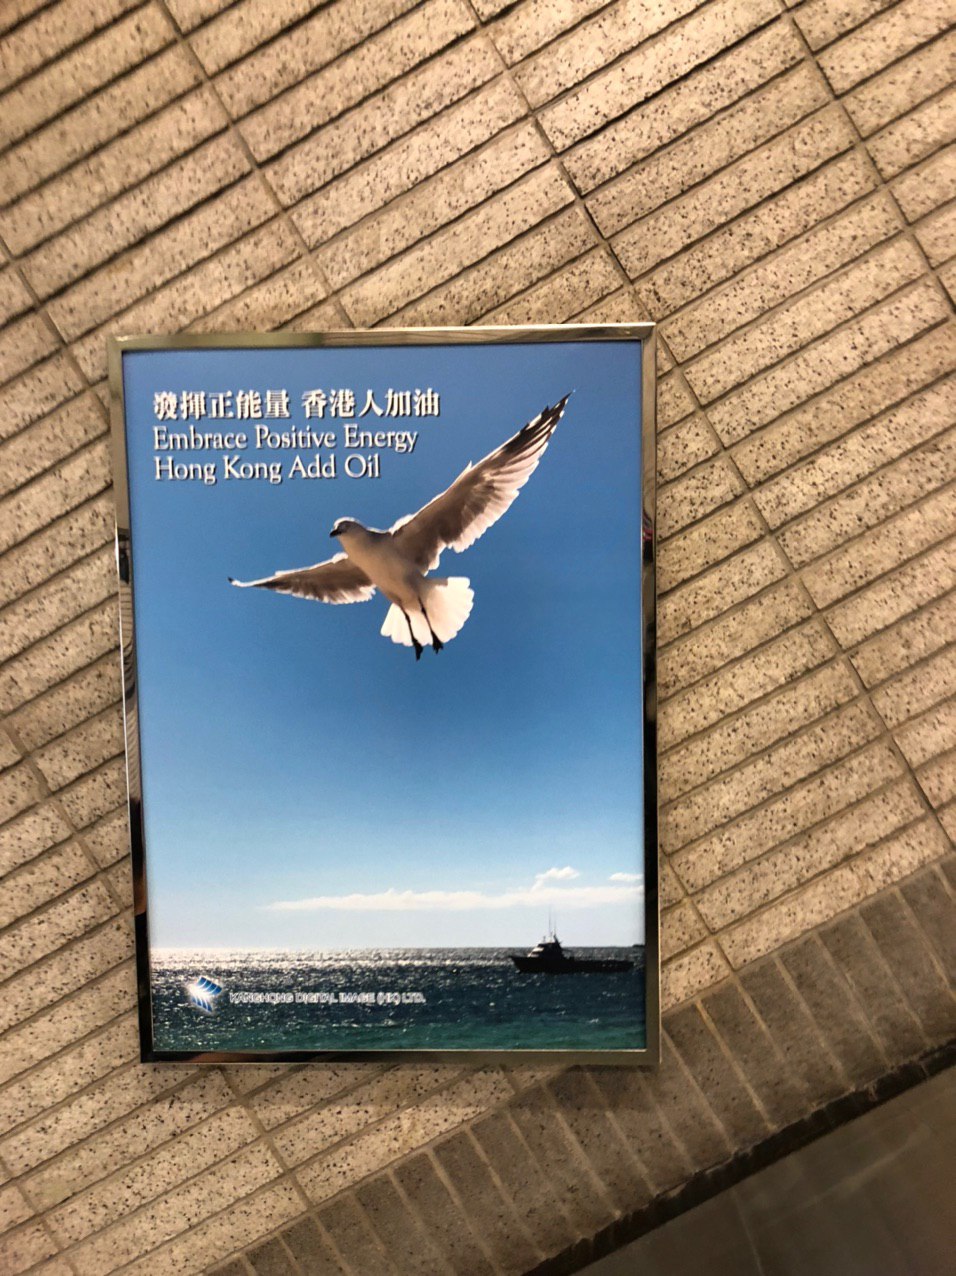 發揮正能量 香港人加油
Embrace Positive Energy
Hong Kong Add Oil
KANGHONG DIGITAL IMAGE (HK) LTD.